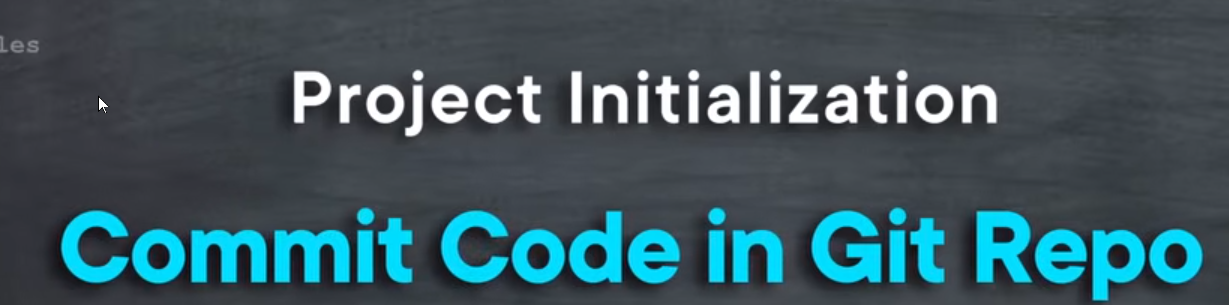 les
Project Initialization
Commit Code in Git Repo